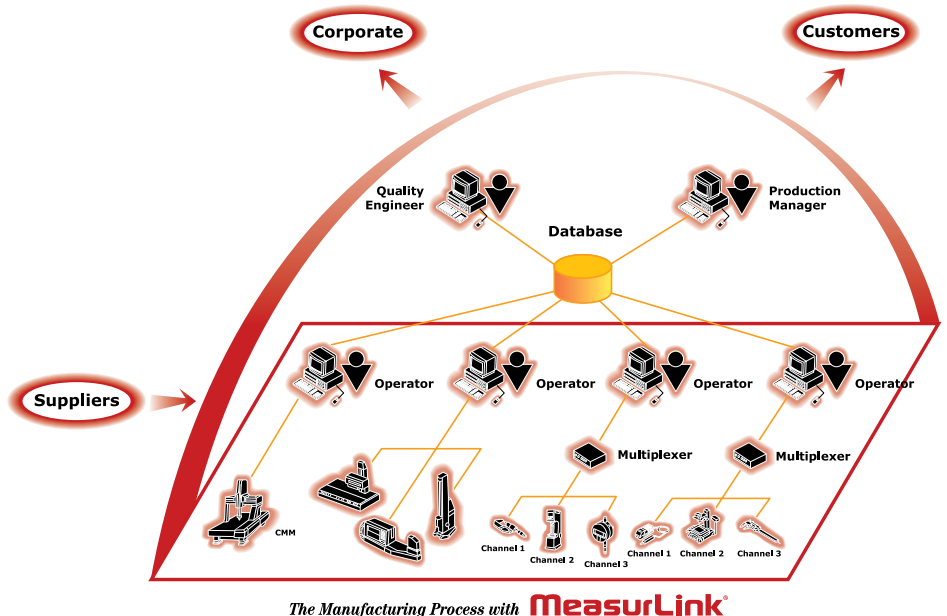 Corporate
Customers
Quality
Engineer
Production
Manager
Database
Operator
Operator
Operator
Operator
Suppliers
Multiplexer
Multiplexer
CMM
Channel 1
Channel 2
Channel 3
Channel 1
Channel 2
Channel 3
The Manufacturing Process with MeasurLink®